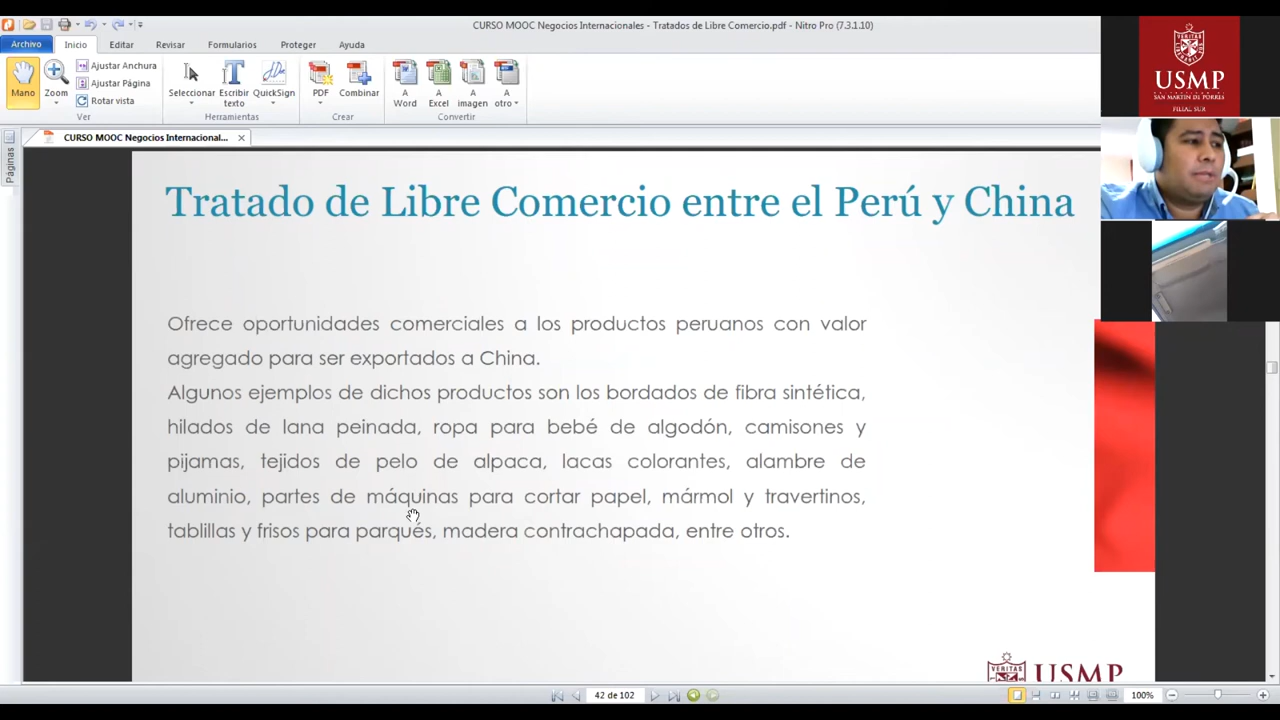 CURSO MOOC Negocios Internacionales - Tratados de Libre Comercio.pdf - Nitro Pro (7.3.1.10)
Archivo Inicio Editar Revisar Formularios Proteger Ayuda
Mano
Zoom
Ajustar Anchura
Ajustar Página
Rotar vista
Ver
Seleccionar
Escribir texto
QuickSign
Herramientas
PDF
Combinar
Crear
A Word
A Excel
A imagen
A otro
Convertir
CURSO MOOC Negocios Internacional...
Páginas
Tratado de Libre Comercio entre el Perú y China
Ofrece oportunidades comerciales a los productos peruanos con valor
agregado para ser exportados a China.
Algunos ejemplos de dichos productos son los bordados de fibra sintética,
hilados de lana peinada, ropa para bebé de algodón, camisones y
pijamas, tejidos de pelo de alpaca, lacas colorantes, alambre de
aluminio, partes de máquinas para cortar papel, mármol y travertinos,
tablillas y frisos para parqués, madera contrachapada, entre otros.
VERITAS
USMP
42 de 102
100%
VERITAS
USMP
SAN MARTIN DE PORRES
FILIAL SUR